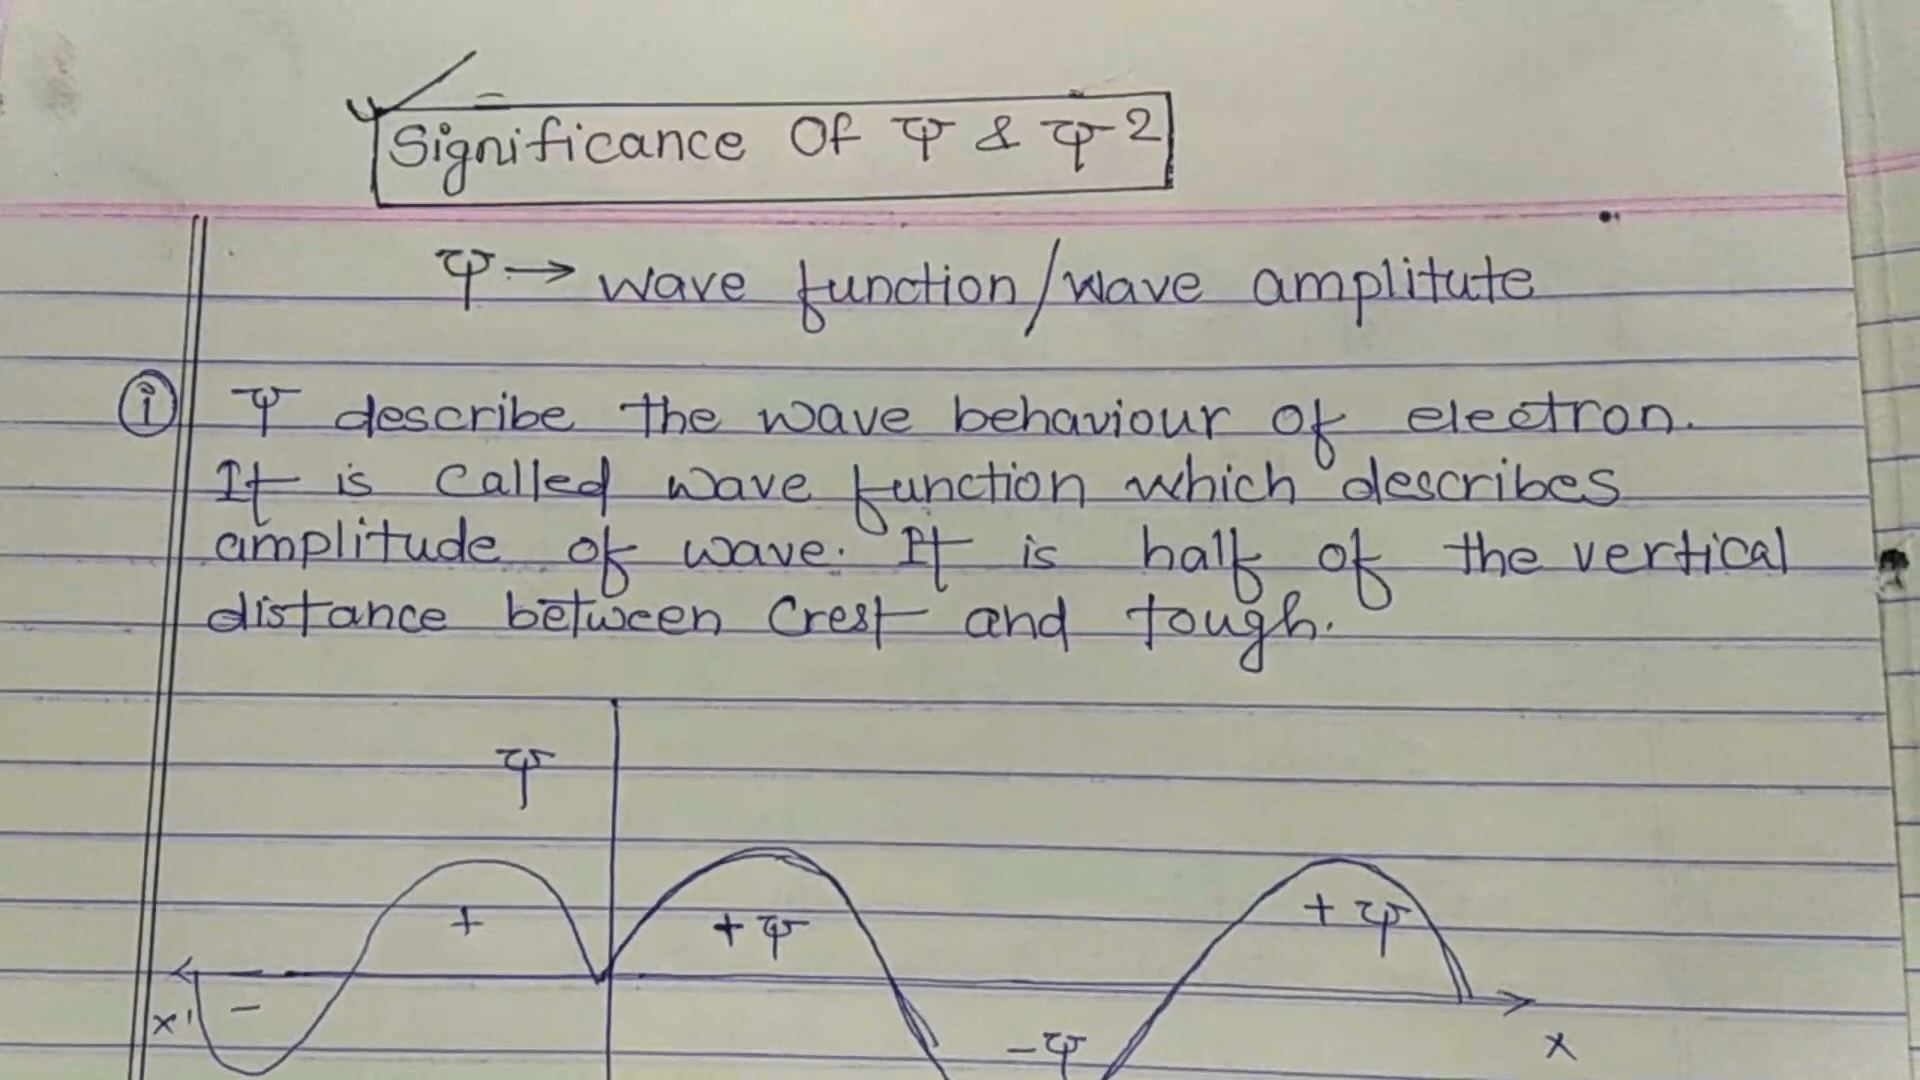 Significance Of Ψ & Ψ²
Ψ → wave function/wave amplitute
i Ψ describe the wave behaviour of electron.
It is called wave function which describes
amplitude of wave. It is half of the vertical
distance between Crest and tough.
Ψ
+
+Ψ
+Ψ
-
x'
-Ψ
x